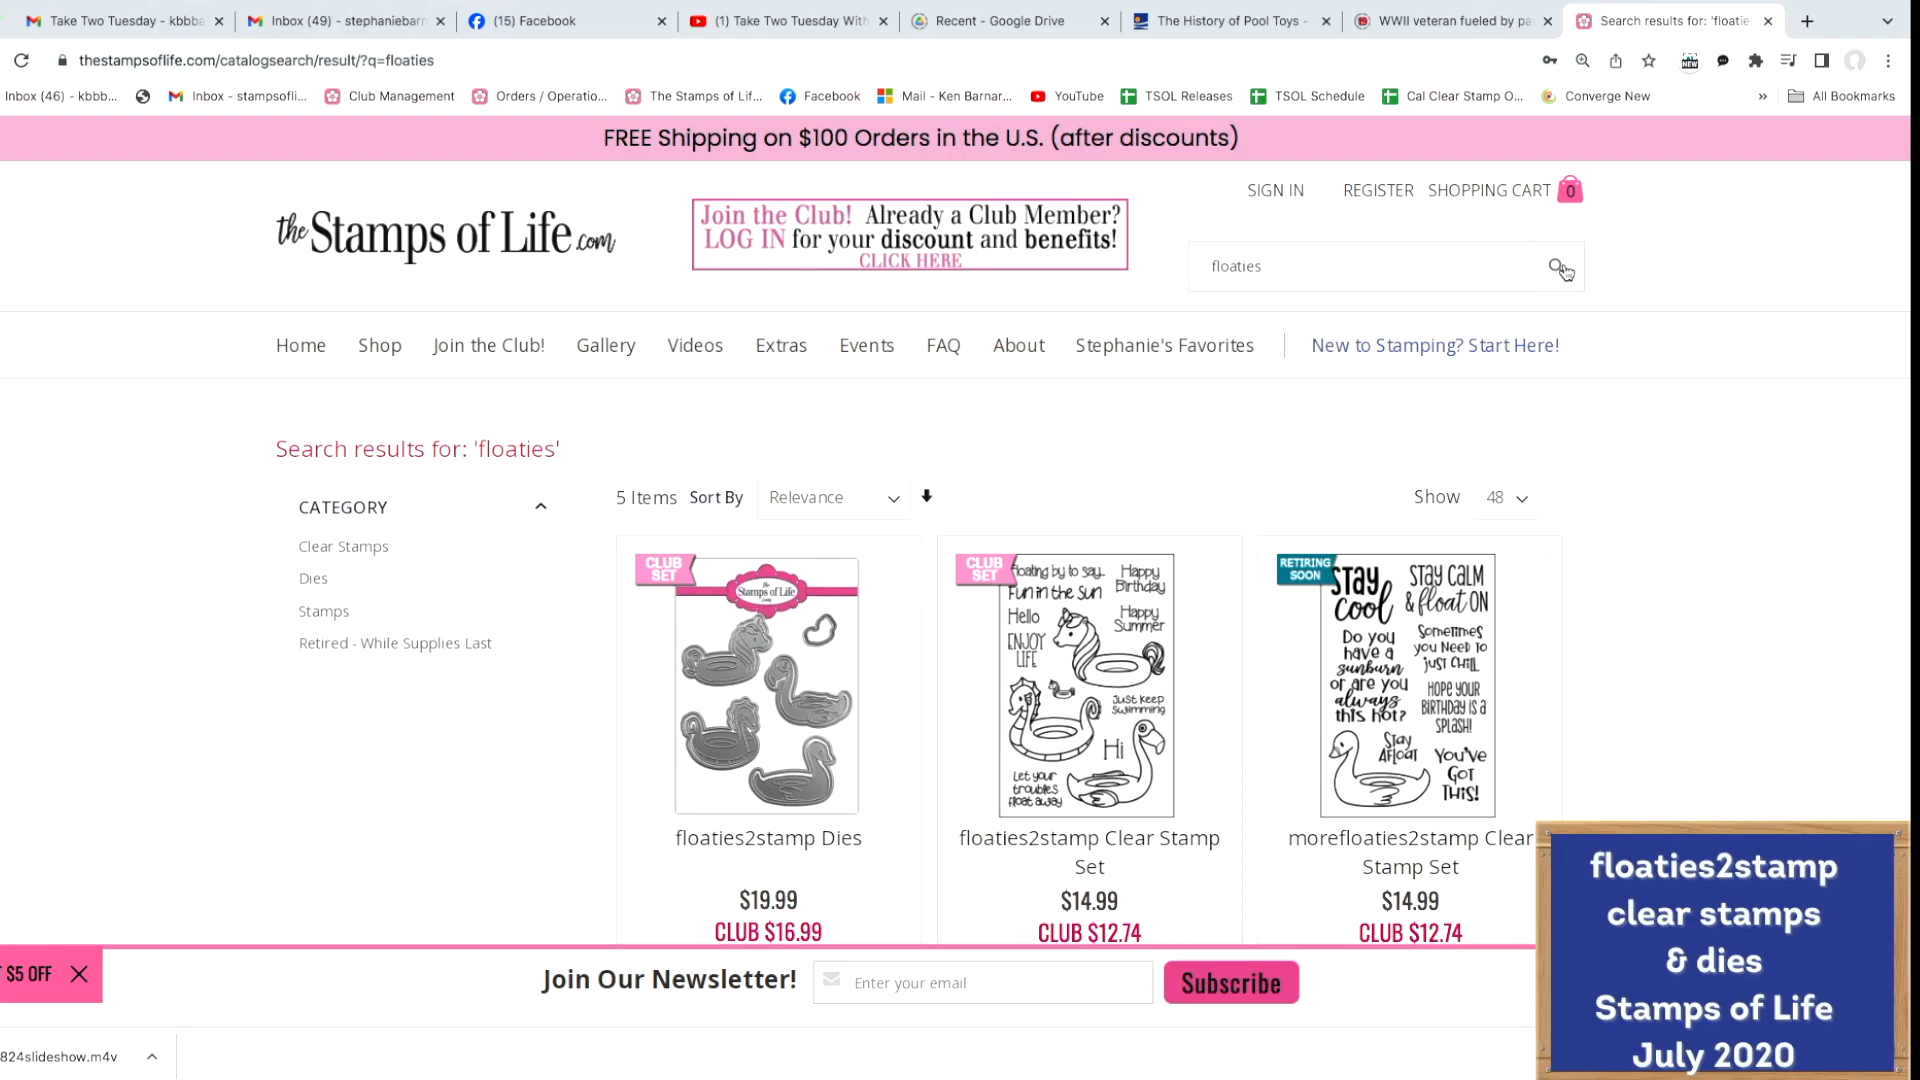 Take Two Tuesday - kbbba
Inbox (49) - stephaniebarn
(15) Facebook
(1) Take Two Tuesday With
Recent - Google Drive
The History of Pool Toys -
WWII veteran fueled by pa
Search results for: 'floatie
thestampsoflife.com/catalogsearch/result/?q=floaties
Inbox (46) - kbbb...
Inbox - stampsofli...
Club Management
Orders / Operatio...
The Stamps of Lif...
Facebook
Mail - Ken Barnar...
YouTube
TSOL Releases
TSOL Schedule
Cal Clear Stamp O...
Converge New
»
All Bookmarks
FREE Shipping on $100 Orders in the U.S. (after discounts)
SIGN IN
REGISTER
SHOPPING CART
0
the Stamps of Life.com
Join the Club! Already a Club Member?
LOG IN for your discount and benefits!
CLICK HERE
floaties
Home
Shop
Join the Club!
Gallery
Videos
Extras
Events
FAQ
About
Stephanie's Favorites
New to Stamping? Start Here!
Search results for: 'floaties'
CATEGORY
Clear Stamps
Dies
Stamps
Retired - While Supplies Last
5 Items
Sort By
Relevance
Show
48
CLUB
SET
the
Stamps of Life
.com
floaties2stamp Dies
$19.99
CLUB $16.99
CLUB
SET
floating by to say...
Fun in the Sun
Happy
Birthday
Hello
Happy
Summer
ENJOY
LIFE
Just keep
swimming
Hi
Let your
troubles
float away
floaties2stamp Clear Stamp
Set
$14.99
CLUB $12.74
RETIRING
SOON
STAY
COOL
STAY CALM
& float ON
Do you
have a
sunburn
or are you
always
this hot?
Sometimes
you NEED TO
just CHILL
HOPE YOUR
BIRTHDAY IS A
SPLASH!
Stay
Afloat
YOU'VE
GOT
THIS!
morefloaties2stamp Clear
Stamp Set
$14.99
CLUB $12.74
floaties2stamp
clear stamps
& dies
Stamps of Life
July 2020
$5 OFF
Join Our Newsletter!
Enter your email
Subscribe
824slideshow.m4v